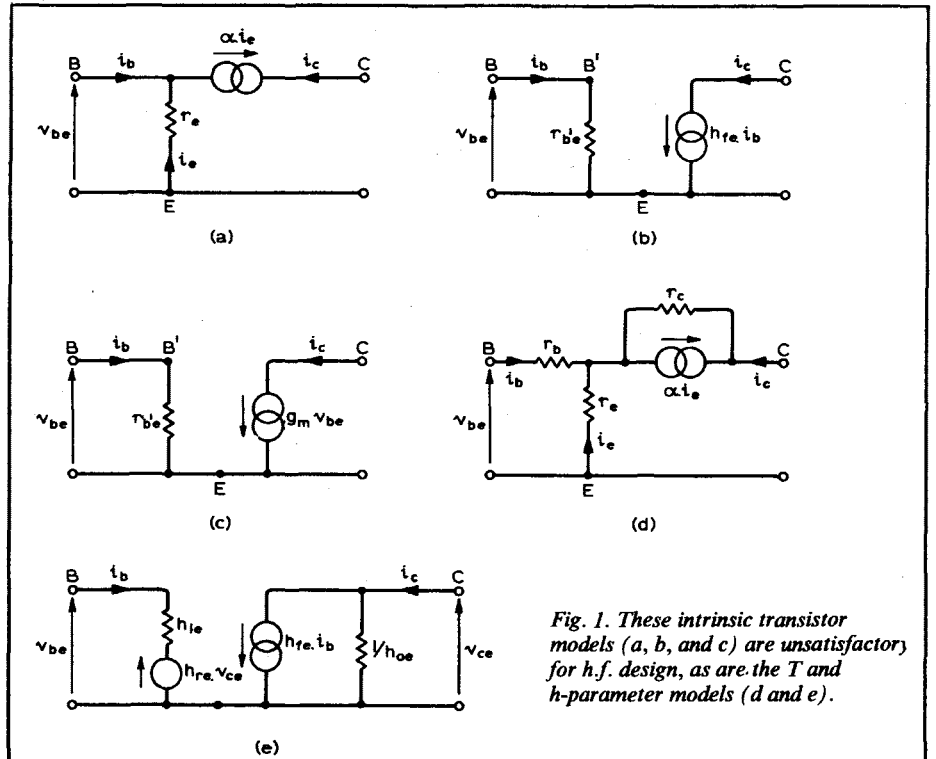 α.i_e
B i_b i_c C
v_be r_e
i_e
E
(a)
B i_b B' i_c C
v_be r_b'e h_fe.i_b
E
(b)
B i_b B' i_c C
v_be r_b'e g_m v_be
E
(c)
r_c
B r_b C
i_b α.i_e i_c
v_be r_e
i_e
E
(d)
B i_b i_c C
h_ie
v_be h_fe.i_b 1/h_oe v_ce
h_re.v_ce
(e)
Fig. 1. These intrinsic transistor
models (a, b, and c) are unsatisfactory
for h.f. design, as are the T and
h-parameter models (d and e).